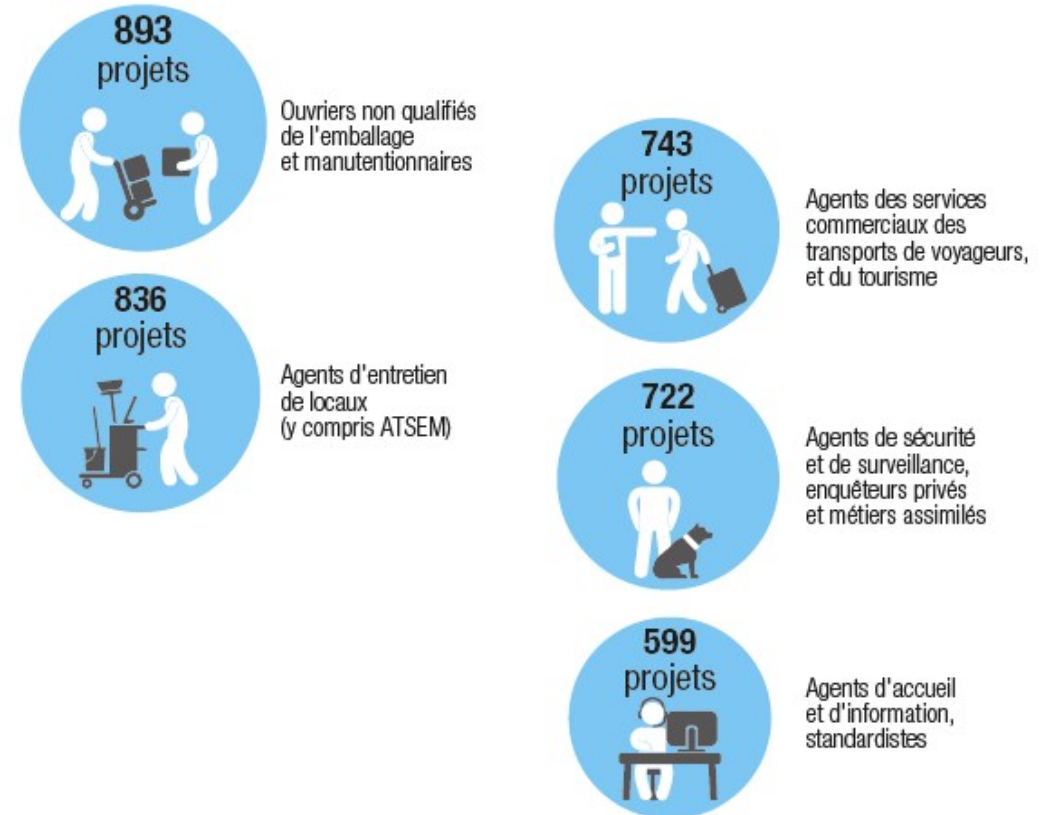 893
projets
Ouvriers non qualifiés
de l'emballage
et manutentionnaires
836
projets
Agents d'entretien
de locaux
(y compris ATSEM)
743
projets
Agents des services
commerciaux des
transports de voyageurs,
et du tourisme
722
projets
Agents de sécurité
et de surveillance,
enquêteurs privés
et métiers assimilés
599
projets
Agents d'accueil
et d'information,
standardistes